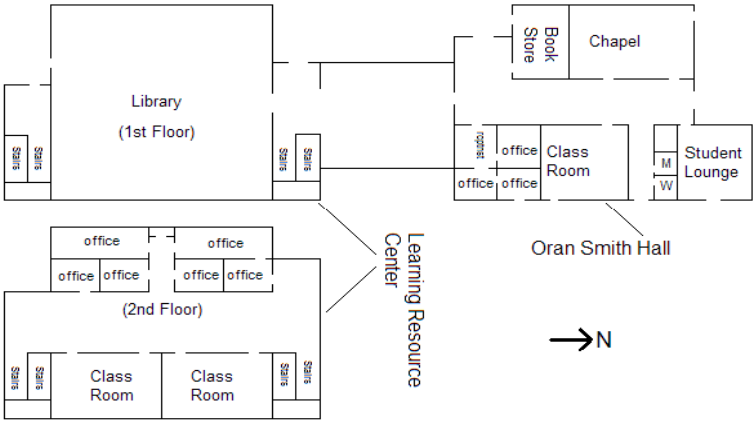 Library
(1st Floor)
Stairs
Stairs
Stairs
Stairs
Book
Store
Chapel
rcptnst
office
office
office
Class
Room
M
W
Student
Lounge
Oran Smith Hall
Learning Resource
Center
office
office
office
office
office
office
(2nd Floor)
Stairs
Stairs
Class
Room
Class
Room
Stairs
Stairs
N